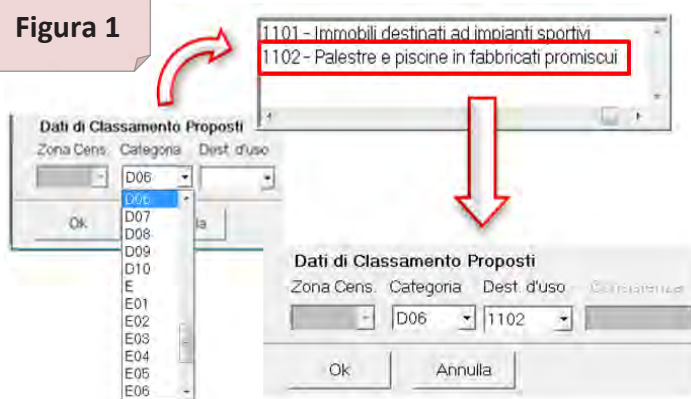 Figura 1
1101 - Immobili destinati ad impianti sportivi
1102 - Palestre e piscine in fabbricati promiscui
Dati di Classamento Proposti
Zona Cens. Categoria Dest. d'uso
D06
Ok
la
D06
D07
D08
D09
D10
E
E01
E02
E03
E04
E05
E06
Dati di Classamento Proposti
Zona Cens. Categoria Dest. d'uso Consistenza
D06 1102
Ok Annulla